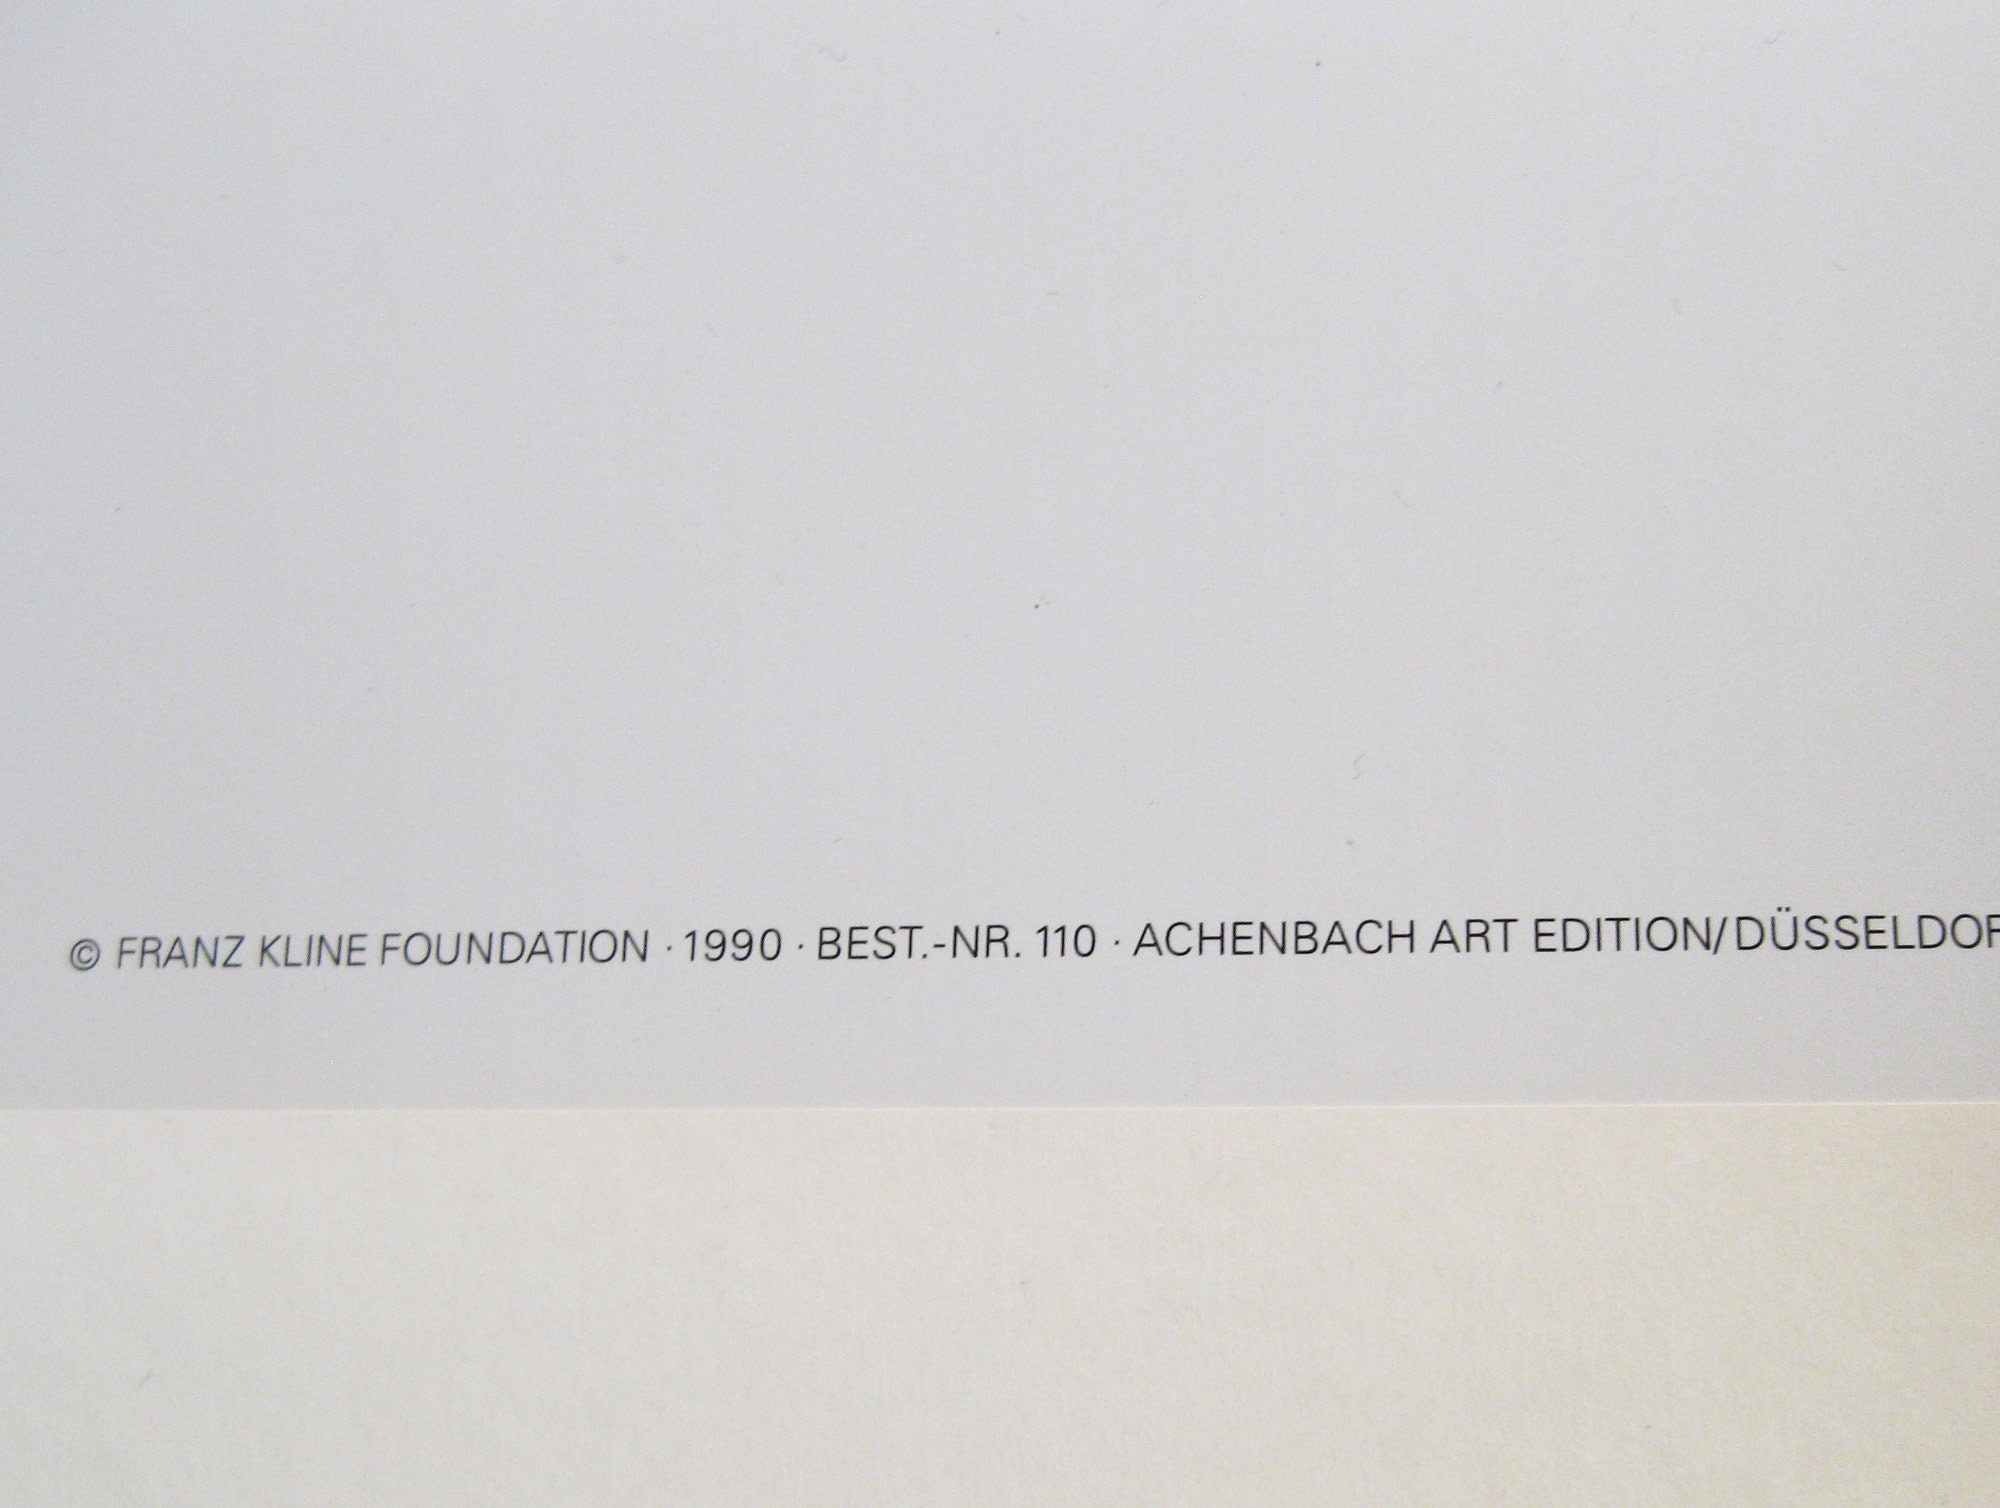 © FRANZ KLINE FOUNDATION · 1990 · BEST.-NR. 110 · ACHENBACH ART EDITION/DÜSSELDOR